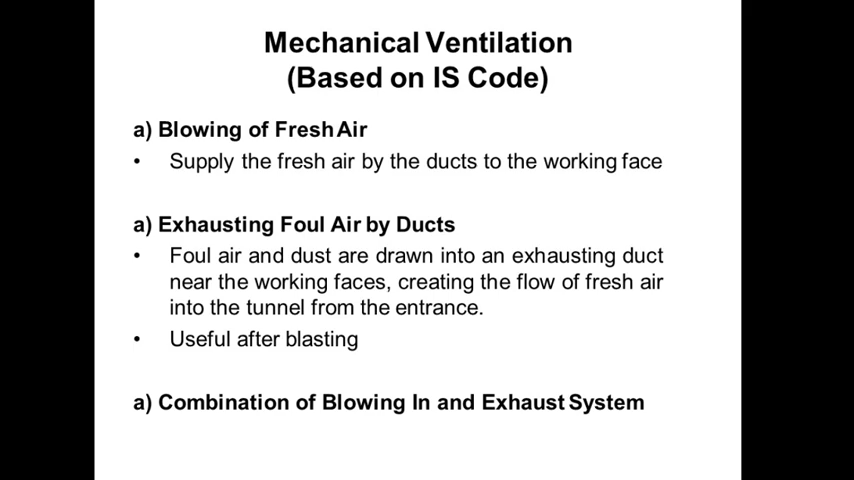 Mechanical Ventilation
(Based on IS Code)
a) Blowing of Fresh Air
• Supply the fresh air by the ducts to the working face
a) Exhausting Foul Air by Ducts
• Foul air and dust are drawn into an exhausting duct
near the working faces, creating the flow of fresh air
into the tunnel from the entrance.
• Useful after blasting
a) Combination of Blowing In and Exhaust System